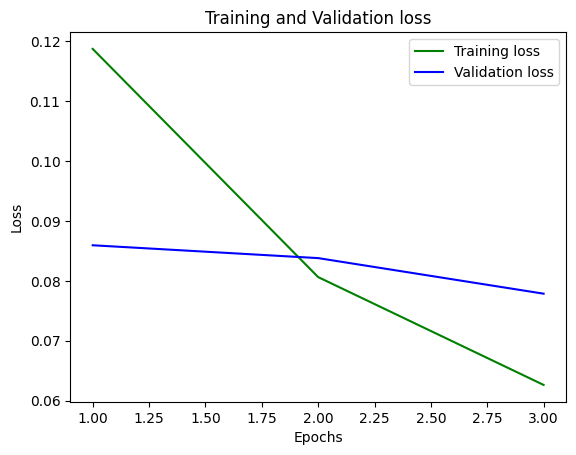 Training and Validation loss
Training loss
Validation loss
0.12
0.11
0.10
0.09
0.08
0.07
0.06
Loss
1.00 1.25 1.50 1.75 2.00 2.25 2.50 2.75 3.00
Epochs